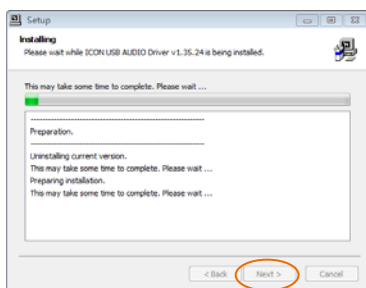 Setup
Installing
Please wait while ICON USB AUDIO Driver v1.35.24 is being installed.
This may take some time to complete. Please wait ...
Preparation.
Uninstalling current version.
This may take some time to complete. Please wait ...
Preparing installation.
This may take some time to complete. Please wait ...
< Back Next > Cancel